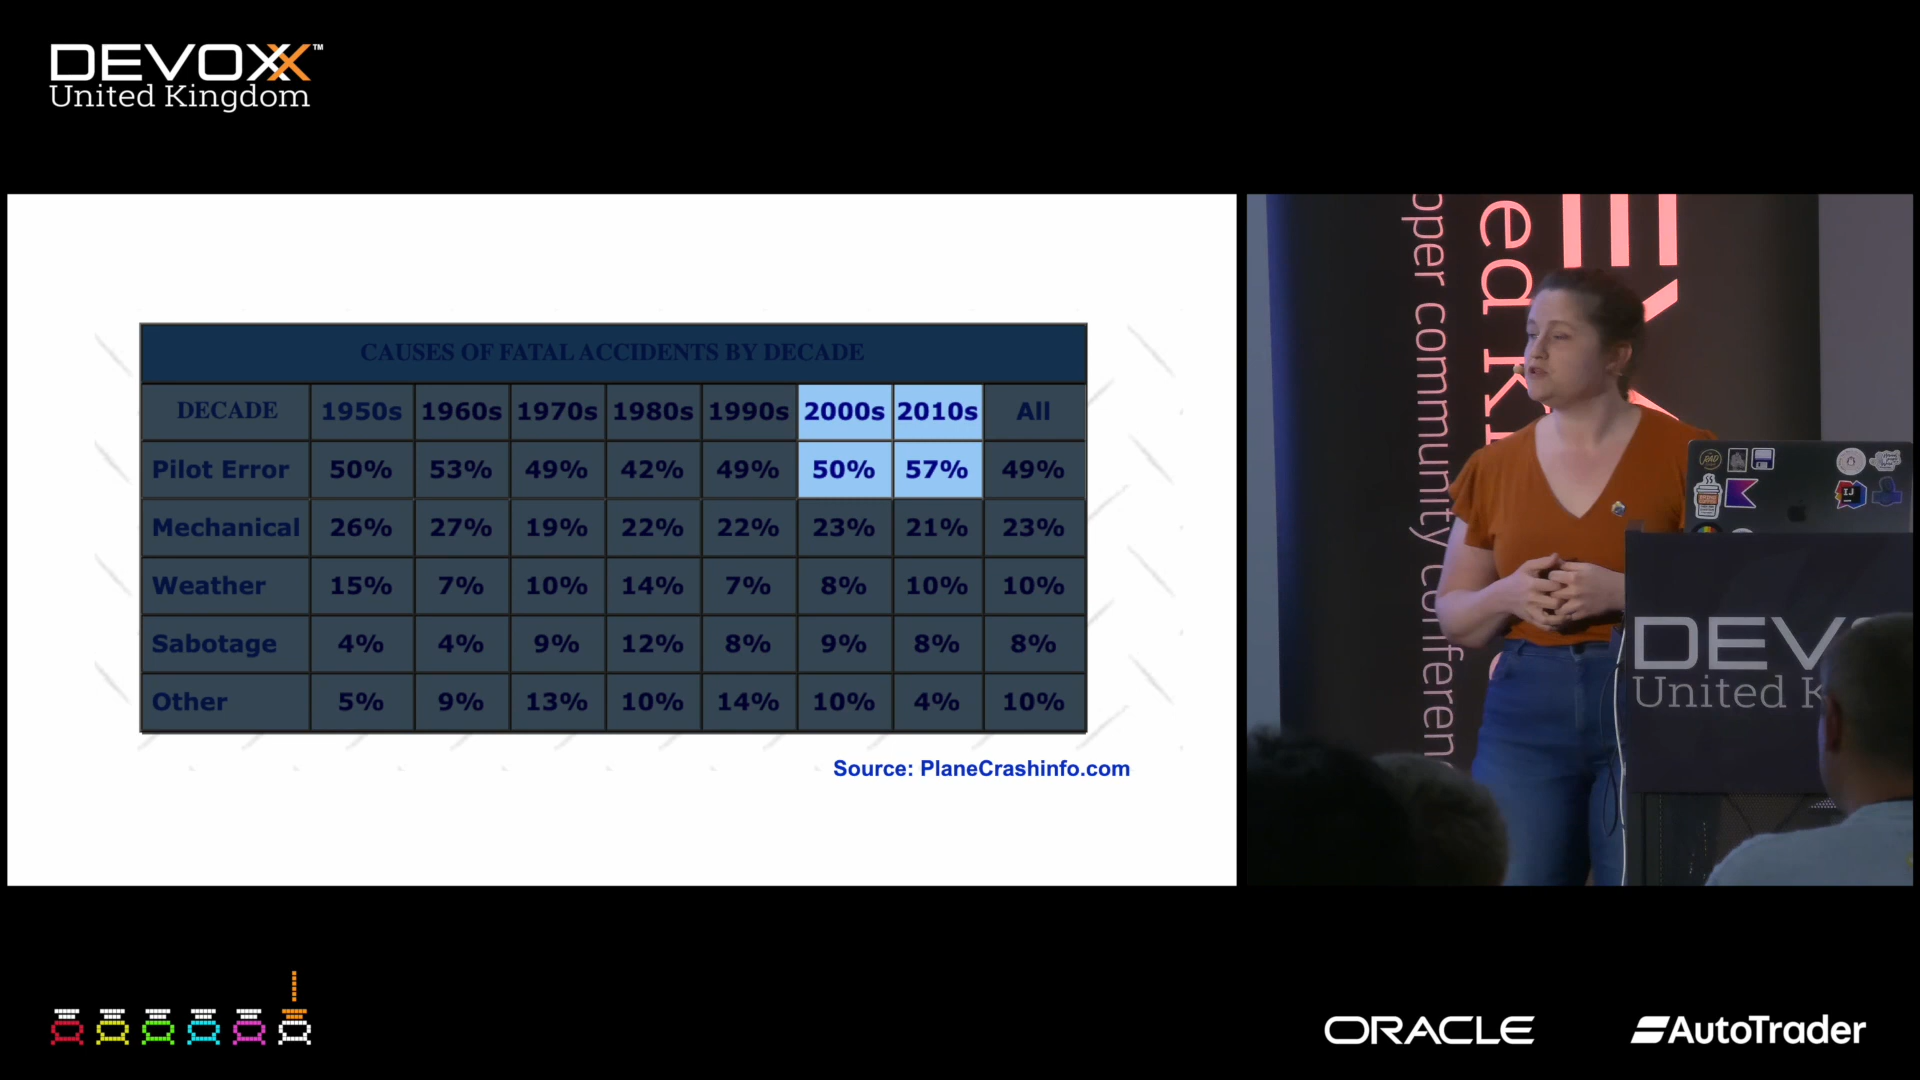 DEVOXX™
United Kingdom
CAUSES OF FATAL ACCIDENTS BY DECADE
DECADE 1950s 1960s 1970s 1980s 1990s 2000s 2010s All
Pilot Error 50% 53% 49% 42% 49% 50% 57% 49%
Mechanical 26% 27% 19% 22% 22% 23% 21% 23%
Weather 15% 7% 10% 14% 7% 8% 10% 10%
Sabotage 4% 4% 9% 12% 8% 9% 8% 8%
Other 5% 9% 13% 10% 14% 10% 4% 10%
Source: PlaneCrashinfo.com
ed K
pper community conferen
IJ
DEV
United K
ORACLE
AutoTrader